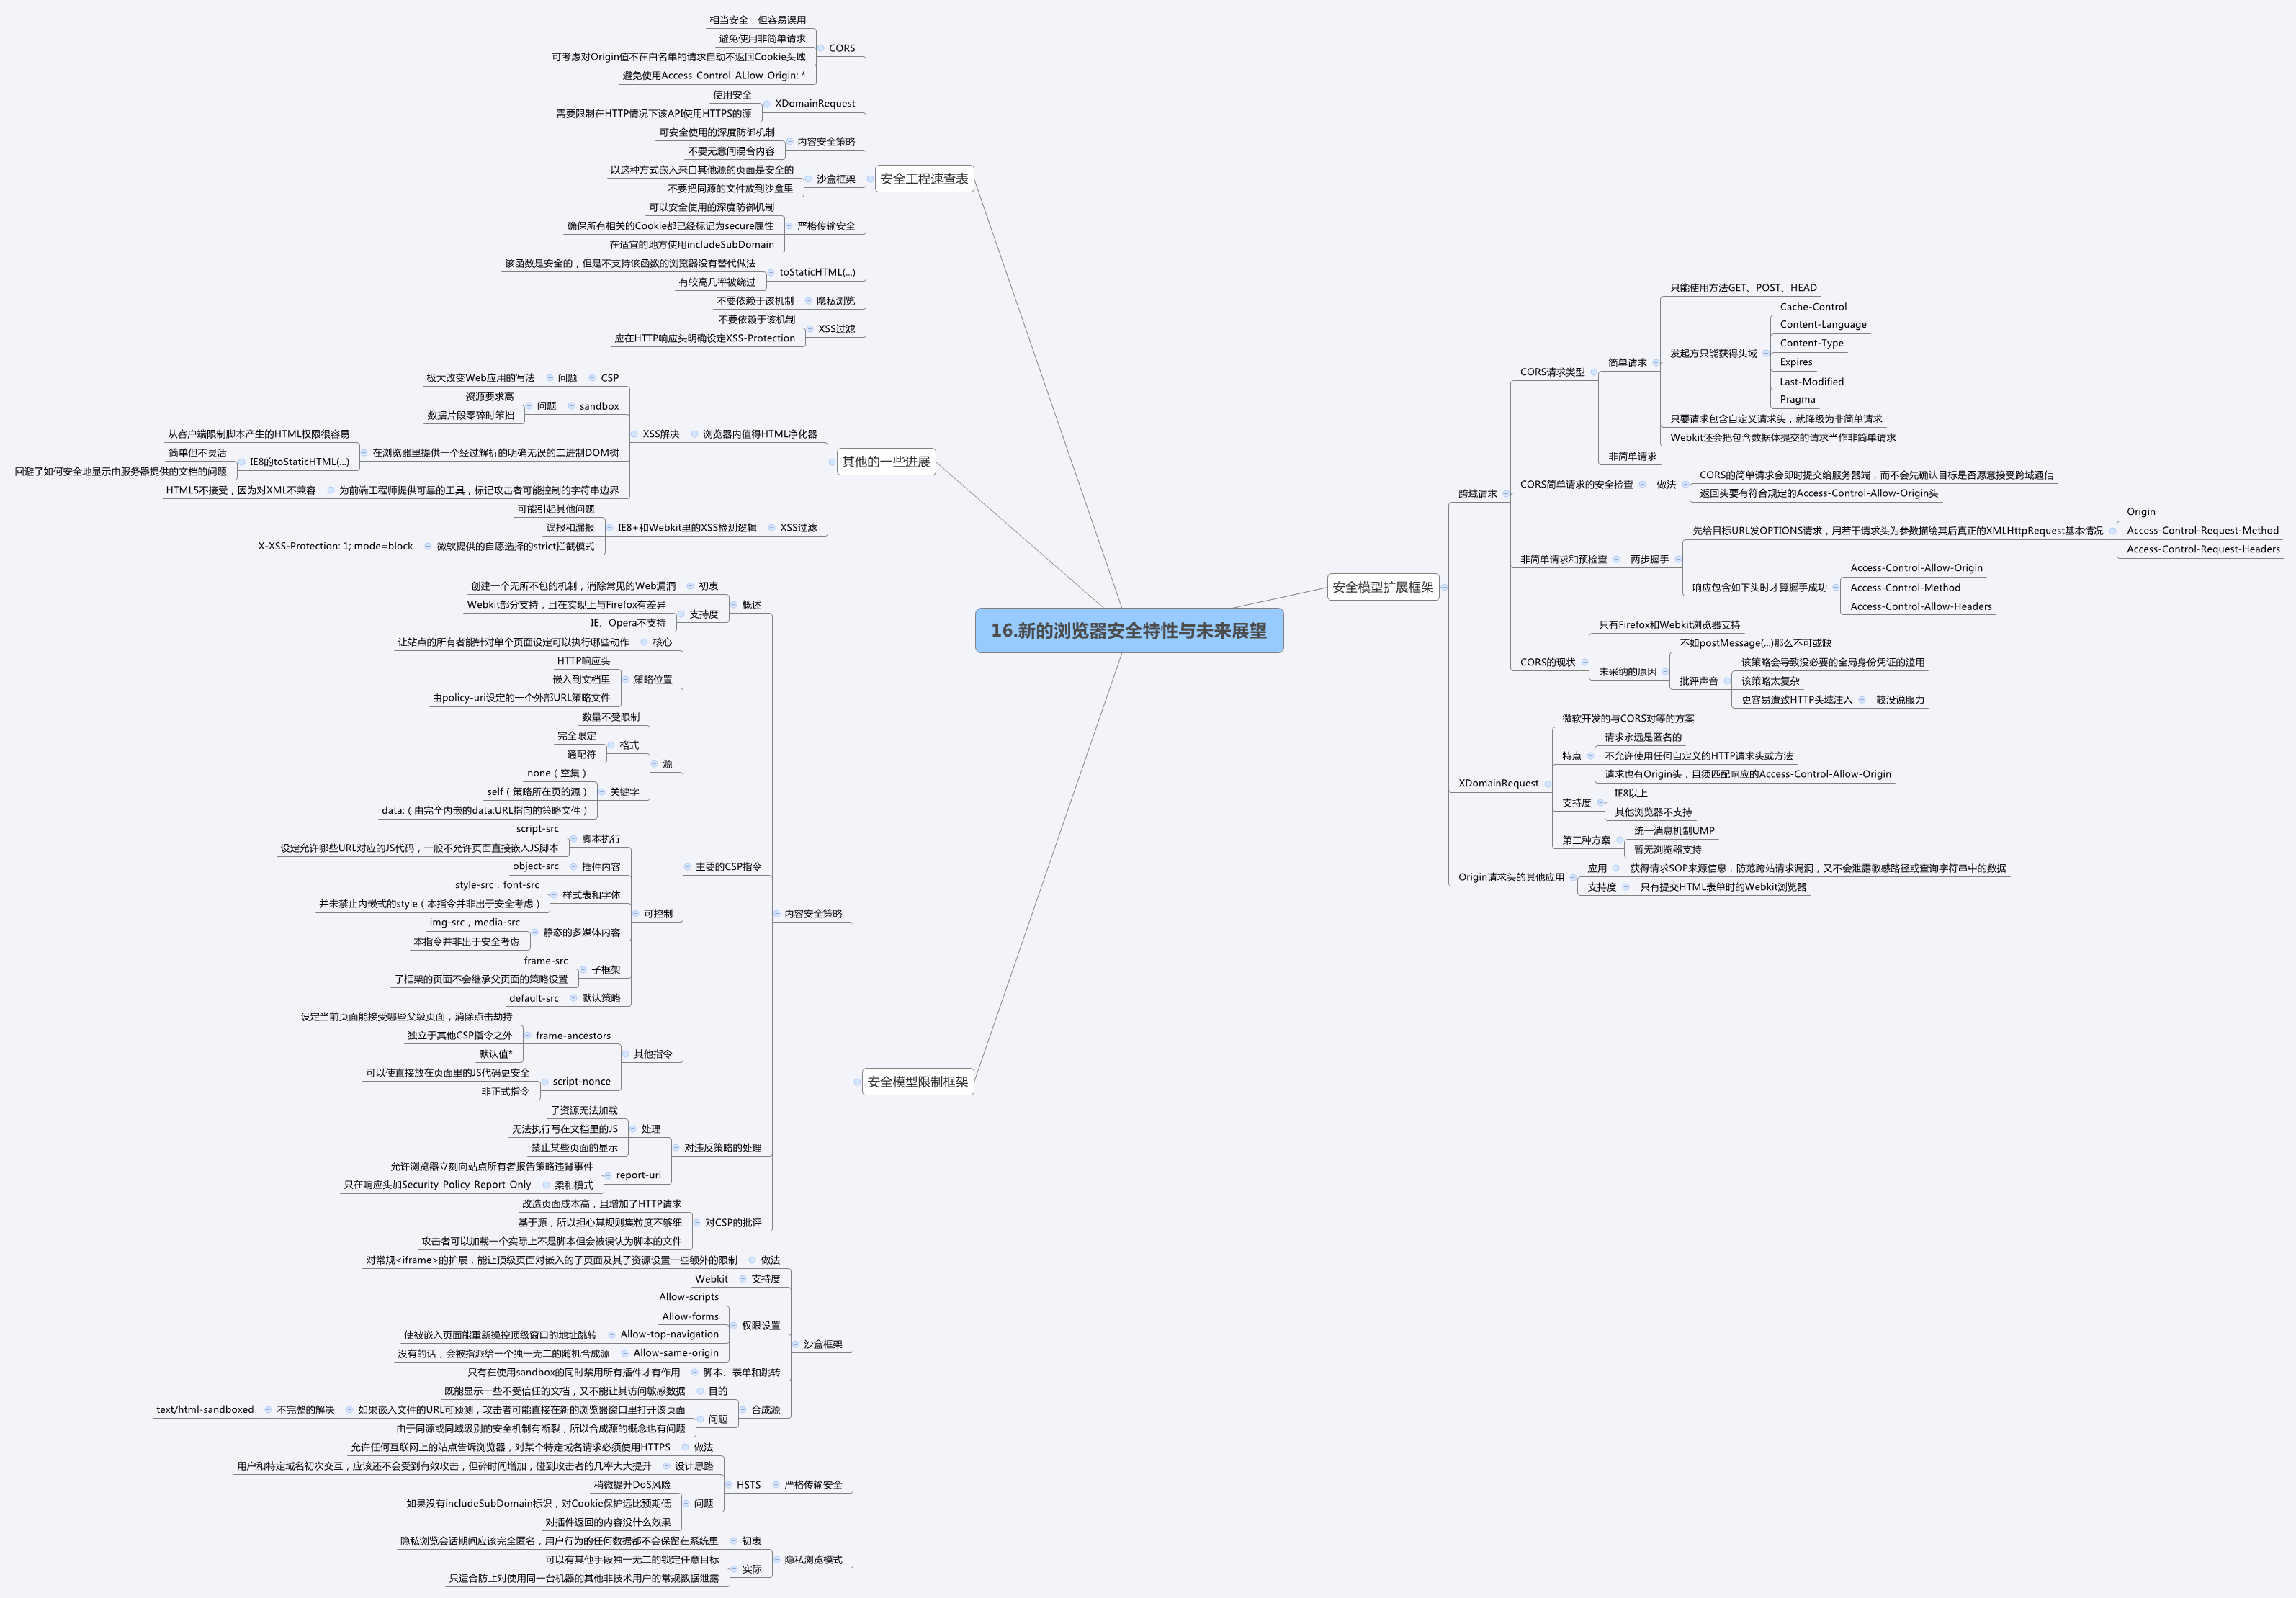 16.新的浏览器安全特性与未来展望
安全模型扩展框架
跨域请求
CORS请求类型
简单请求
只能使用方法GET、POST、HEAD
发起方只能获得头域
Cache-Control
Content-Language
Content-Type
Expires
Last-Modified
Pragma
只要请求包含自定义请求头，就降级为非简单请求
Webkit还会把包含数据体提交的请求当作非简单请求
非简单请求
CORS简单请求的安全检查
做法
CORS的简单请求会即时提交给服务器端，而不会先确认目标是否愿意接受跨域通信
返回头要有符合规定的Access-Control-Allow-Origin头
非简单请求和预检查
两步握手
先给目标URL发OPTIONS请求，用若干请求头为参数描绘其后真正的XMLHttpRequest基本情况
Origin
Access-Control-Request-Method
Access-Control-Request-Headers
响应包含如下头时才算握手成功
Access-Control-Allow-Origin
Access-Control-Method
Access-Control-Allow-Headers
CORS的现状
只有Firefox和Webkit浏览器支持
未采纳的原因
不如postMessage(...)那么不可或缺
批评声音
该策略会导致没必要的全局身份凭证的滥用
该策略太复杂
更容易遭致HTTP头域注入
较没说服力
XDomainRequest
微软开发的与CORS对等的方案
特点
请求永远是匿名的
不允许使用任何自定义的HTTP请求头或方法
请求也有Origin头，且须匹配响应的Access-Control-Allow-Origin
支持度
IE8以上
其他浏览器不支持
第三种方案
统一消息机制UMP
暂无浏览器支持
Origin请求头的其他应用
应用
获得请求SOP来源信息，防范跨站请求漏洞，又不会泄露敏感路径或查询字符串中的数据
支持度
只有提交HTML表单时的Webkit浏览器
安全工程速查表
CORS
相当安全，但容易误用
避免使用非简单请求
可考虑对Origin值不在白名单的请求自动不返回Cookie头域
避免使用Access-Control-ALlow-Origin: *
XDomainRequest
使用安全
需要限制在HTTP情况下该API使用HTTPS的源
内容安全策略
可安全使用的深度防御机制
不要无意间混合内容
沙盒框架
以这种方式嵌入来自其他源的页面是安全的
不要把同源的文件放到沙盒里
严格传输安全
可以安全使用的深度防御机制
确保所有相关的Cookie都已经标记为secure属性
在适宜的地方使用includeSubDomain
toStaticHTML(...)
该函数是安全的，但是不支持该函数的浏览器没有替代做法
有较高几率被绕过
隐私浏览
不要依赖于该机制
XSS过滤
不要依赖于该机制
应在HTTP响应头明确设定XSS-Protection
其他的一些进展
浏览器内值得HTML净化器
XSS解决
CSP
问题
极大改变Web应用的写法
sandbox
问题
资源要求高
数据片段零碎时笨拙
在浏览器里提供一个经过解析的明确无误的二进制DOM树
从客户端限制脚本产生的HTML权限很容易
IE8的toStaticHTML(...)
简单但不灵活
回避了如何安全地显示由服务器提供的文档的问题
为前端工程师提供可靠的工具，标记攻击者可能控制的字符串边界
HTML5不接受，因为对XML不兼容
XSS过滤
IE8+和Webkit里的XSS检测逻辑
可能引起其他问题
误报和漏报
微软提供的自愿选择的strict拦截模式
X-XSS-Protection: 1; mode=block
安全模型限制框架
内容安全策略
概述
初衷
创建一个无所不包的机制，消除常见的Web漏洞
支持度
Webkit部分支持，且在实现上与Firefox有差异
IE、Opera不支持
主要的CSP指令
核心
让站点的所有者能针对单个页面设定可以执行哪些动作
策略位置
HTTP响应头
嵌入到文档里
由policy-uri设定的一个外部URL策略文件
源
数量不受限制
格式
完全限定
通配符
关键字
none（空集）
self（策略所在页的源）
data:（由完全内嵌的data:URL指向的策略文件）
可控制
脚本执行
script-src
设定允许哪些URL对应的JS代码，一般不允许页面直接嵌入JS脚本
插件内容
object-src
样式表和字体
style-src，font-src
并未禁止内嵌式的style（本指令并非出于安全考虑）
静态的多媒体内容
img-src，media-src
本指令并非出于安全考虑
子框架
frame-src
子框架的页面不会继承父页面的策略设置
默认策略
default-src
其他指令
frame-ancestors
设定当前页面能接受哪些父级页面，消除点击劫持
独立于其他CSP指令之外
默认值*
script-nonce
可以使直接放在页面里的JS代码更安全
非正式指令
对违反策略的处理
处理
子资源无法加载
无法执行写在文档里的JS
禁止某些页面的显示
report-uri
允许浏览器立刻向站点所有者报告策略违背事件
柔和模式
只在响应头加Security-Policy-Report-Only
对CSP的批评
改造页面成本高，且增加了HTTP请求
基于源，所以担心其规则集粒度不够细
攻击者可以加载一个实际上不是脚本但会被误认为脚本的文件
沙盒框架
做法
对常规<iframe>的扩展，能让顶级页面对嵌入的子页面及其子资源设置一些额外的限制
支持度
Webkit
权限设置
Allow-scripts
Allow-forms
Allow-top-navigation
使被嵌入页面能重新操控顶级窗口的地址跳转
Allow-same-origin
没有的话，会被指派给一个独一无二的随机合成源
脚本、表单和跳转
只有在使用sandbox的同时禁用所有插件才有作用
合成源
目的
既能显示一些不受信任的文档，又不能让其访问敏感数据
问题
如果嵌入文件的URL可预测，攻击者可能直接在新的浏览器窗口里打开该页面
不完整的解决
text/html-sandboxed
由于同源或同域级别的安全机制有断裂，所以合成源的概念也有问题
严格传输安全
HSTS
做法
允许任何互联网上的站点告诉浏览器，对某个特定域名请求必须使用HTTPS
设计思路
用户和特定域名初次交互，应该还不会受到有效攻击，但碎时间增加，碰到攻击者的几率大大提升
问题
稍微提升DoS风险
如果没有includeSubDomain标识，对Cookie保护远比预期低
对插件返回的内容没什么效果
隐私浏览模式
初衷
隐私浏览会话期间应该完全匿名，用户行为的任何数据都不会保留在系统里
实际
可以有其他手段独一无二的锁定任意目标
只适合防止对使用同一台机器的其他非技术用户的常规数据泄露